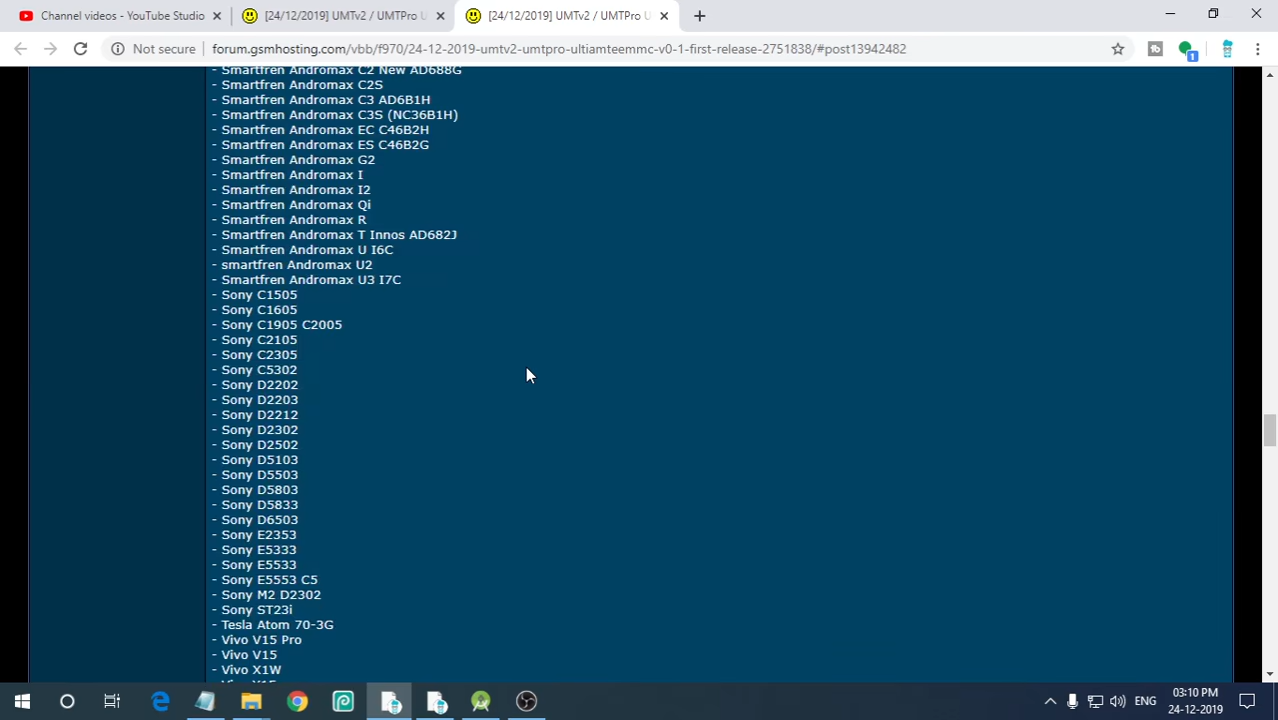 Channel videos - YouTube Studio
[24/12/2019] UMTv2 / UMTPro U
[24/12/2019] UMTv2 / UMTPro U
Not secure
forum.gsmhosting.com/vbb/f970/24-12-2019-umtv2-umtpro-ultiamteemmc-v0-1-first-release-2751838/#post13942482
1
- Smartfren Andromax C2 New AD688G
- Smartfren Andromax C2S
- Smartfren Andromax C3 AD6B1H
- Smartfren Andromax C3S (NC36B1H)
- Smartfren Andromax EC C46B2H
- Smartfren Andromax ES C46B2G
- Smartfren Andromax G2
- Smartfren Andromax I
- Smartfren Andromax I2
- Smartfren Andromax Qi
- Smartfren Andromax R
- Smartfren Andromax T Innos AD682J
- Smartfren Andromax U I6C
- smartfren Andromax U2
- Smartfren Andromax U3 I7C
- Sony C1505
- Sony C1605
- Sony C1905 C2005
- Sony C2105
- Sony C2305
- Sony C5302
- Sony D2202
- Sony D2203
- Sony D2212
- Sony D2302
- Sony D2502
- Sony D5103
- Sony D5503
- Sony D5803
- Sony D5833
- Sony D6503
- Sony E2353
- Sony E5333
- Sony E5533
- Sony E5553 C5
- Sony M2 D2302
- Sony ST23i
- Tesla Atom 70-3G
- Vivo V15 Pro
- Vivo V15
- Vivo X1W
ENG
03:10 PM
24-12-2019